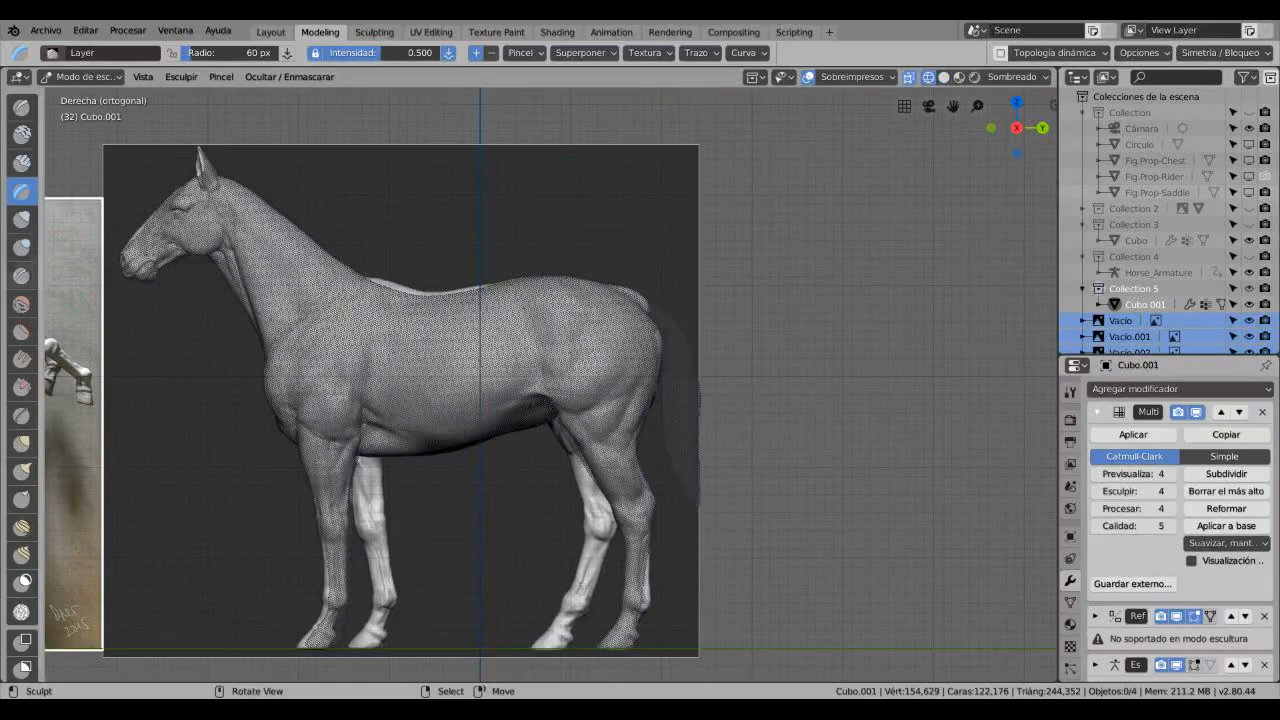 Archivo Editar Procesar Ventana Ayuda Layout Modeling Sculpting UV Editing Texture Paint Shading Animation Rendering Compositing Scripting + Scene View Layer
Layer Radio: 60 px Intensidad: 0.500 Pincel Superponer Textura Trazo Curva Topología dinámica Opciones Simetría / Bloqueo
Modo de esc.. Vista Esculpir Pincel Ocultar / Enmascarar Sobreimpresos Sombreado
Derecha (ortogonal)
(32) Cubo.001
Z
X
Y
Colecciones de la escena
Collection
Cámara
Círculo
Fig.Prop-Chest
Fig.Prop-Rider
Fig.Prop-Saddle
Collection 2
Collection 3
Cubo
Collection 4
Horse_Armature
Collection 5
Cubo.001
Vacío
Vacío.001
Vacío.002
Cubo.001
Agregar modificador
Multi
Aplicar Copiar
Catmull-Clark Simple
Previsualiza: 4 Subdividir
Esculpir: 4 Borrar el más alto
Procesar: 4 Reformar
Calidad: 5 Aplicar a base
Suavizar, mant..
Visualización ..
Guardar externo...
Ref
No soportado en modo escultura
Es
2015
Sculpt Rotate View Select Move Cubo.001 | Vért:154,629 | Caras:122,176 | Triáng:244,352 | Objetos:0/4 | Mem: 211.2 MB | v2.80.44